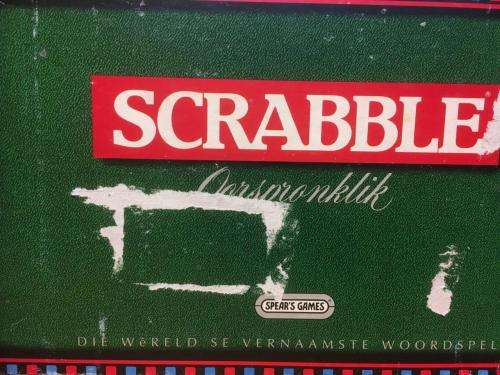 SCRABBLE
Oorspronklik
SPEAR'S GAMES
DIE WêRELD SE VERNAAMSTE WOORDSPEL